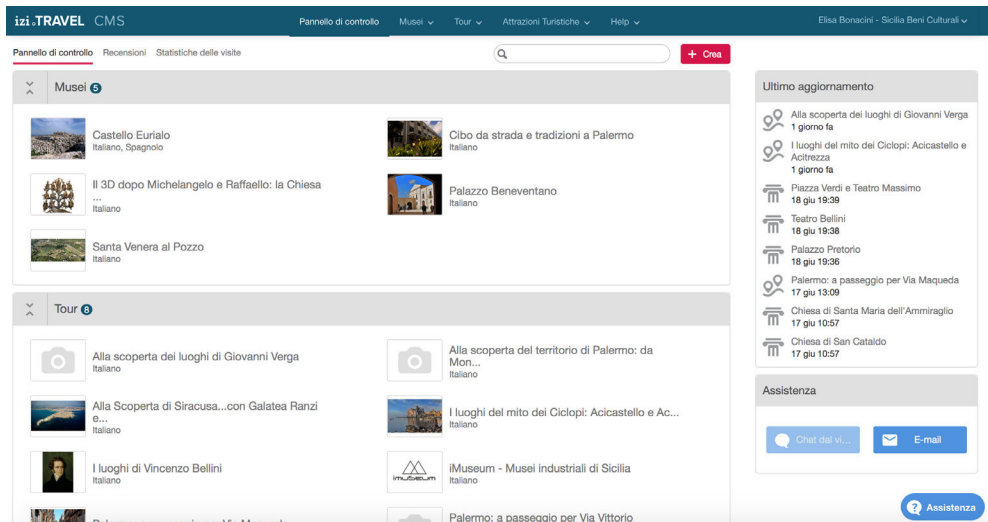 izi.TRAVEL CMS
Pannello di controllo Musei Tour Attrazioni Turistiche Help
Elisa Bonacini - Sicilia Beni Culturali
Pannello di controllo Recensioni Statistiche delle visite
+ Crea
Musei 5
Castello Eurialo
Italiano, Spagnolo
Cibo da strada e tradizioni a Palermo
Italiano
Il 3D dopo Michelangelo e Raffaello: la Chiesa
...
Italiano
Palazzo Beneventano
Italiano
Santa Venera al Pozzo
Italiano
Tour 8
Alla scoperta dei luoghi di Giovanni Verga
Italiano
Alla scoperta del territorio di Palermo: da
Mon...
Italiano
Alla Scoperta di Siracusa...con Galatea Ranzi
e...
Italiano
I luoghi del mito dei Ciclopi: Acicastello e Ac...
Italiano
I luoghi di Vincenzo Bellini
Italiano
imuseum
iMuseum - Musei industriali di Sicilia
Italiano
Palermo: a passeggio per Via Maqueda
Palermo: a passeggio per Via Vittorio
Ultimo aggiornamento
Alla scoperta dei luoghi di Giovanni Verga
1 giorno fa
I luoghi del mito dei Ciclopi: Acicastello e
Acitrezza
1 giorno fa
Piazza Verdi e Teatro Massimo
18 giu 19:39
Teatro Bellini
18 giu 19:38
Palazzo Pretorio
18 giu 19:36
Palermo: a passeggio per Via Maqueda
17 giu 13:09
Chiesa di Santa Maria dell'Ammiraglio
17 giu 10:57
Chiesa di San Cataldo
17 giu 10:57
Assistenza
Chat dal vi...
E-mail
? Assistenza